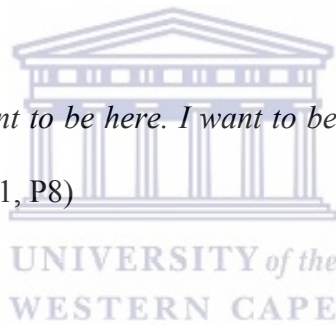 nt to be here. I want to be
1, P8)
UNIVERSITY of the
WESTERN CAPE